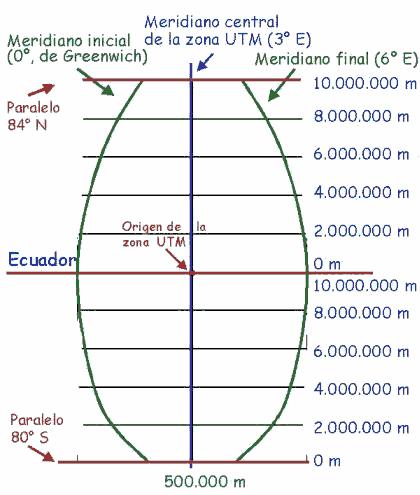 Meridiano central
de la zona UTM (3° E)
Meridiano inicial
(0°, de Greenwich)
Meridiano final (6° E)
Paralelo
84° N
10.000.000 m
8.000.000 m
6.000.000 m
4.000.000 m
2.000.000 m
Origen de la
zona UTM
Ecuador
0 m
10.000.000 m
8.000.000 m
6.000.000 m
4.000.000 m
2.000.000 m
Paralelo
80° S
0 m
500.000 m